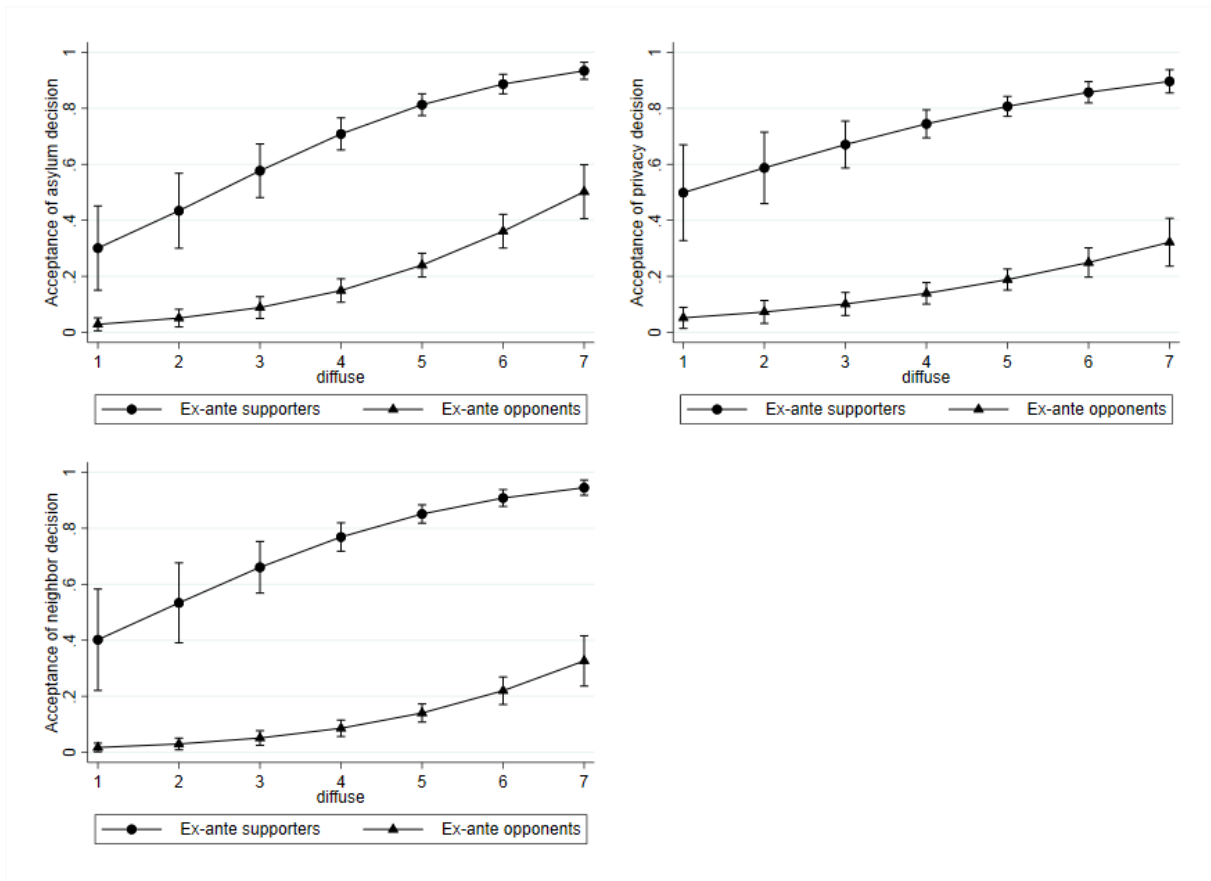 Acceptance of asylum decision
1
.8
.6
.4
.2
0
1 2 3 4 5 6 7
diffuse
Ex-ante supporters Ex-ante opponents
Acceptance of privacy decision
1
.8
.6
.4
.2
0
1 2 3 4 5 6 7
diffuse
Ex-ante supporters Ex-ante opponents
Acceptance of neighbor decision
1
.8
.6
.4
.2
0
1 2 3 4 5 6 7
diffuse
Ex-ante supporters Ex-ante opponents